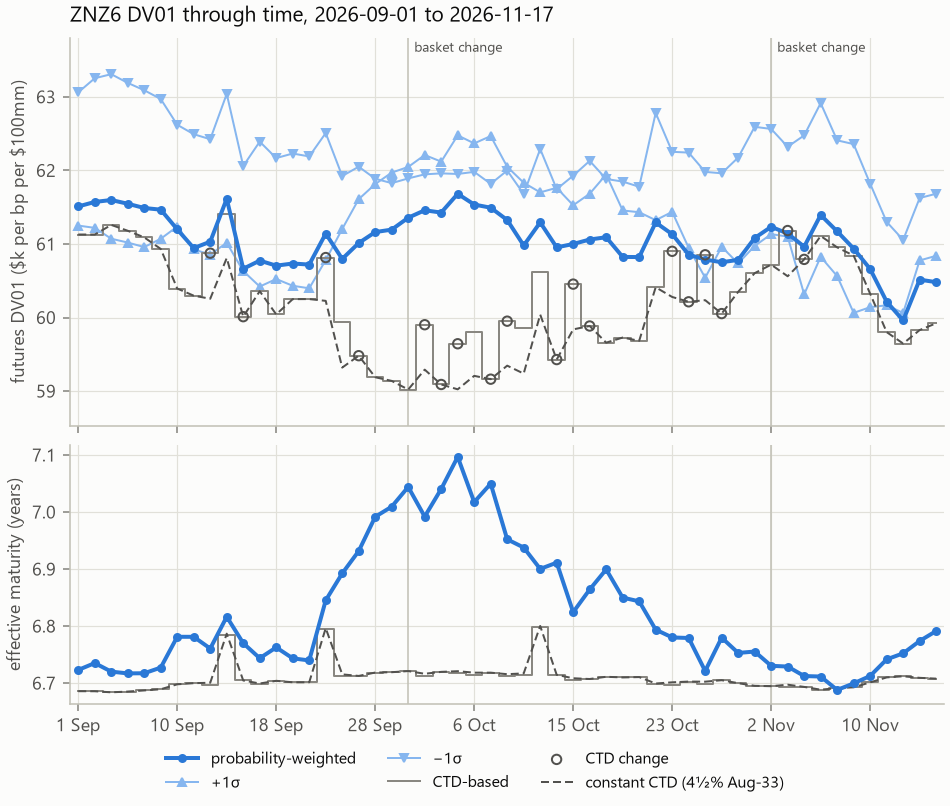 ZNZ6 DV01 through time, 2026-09-01 to 2026-11-17
basket change basket change
futures DV01 ($k per bp per $100mm)
63
62
61
60
59
effective maturity (years)
7.1
7.0
6.9
6.8
6.7
1 Sep 10 Sep 18 Sep 28 Sep 6 Oct 15 Oct 23 Oct 2 Nov 10 Nov
probability-weighted −1σ CTD change
+1σ CTD-based constant CTD (4½% Aug-33)